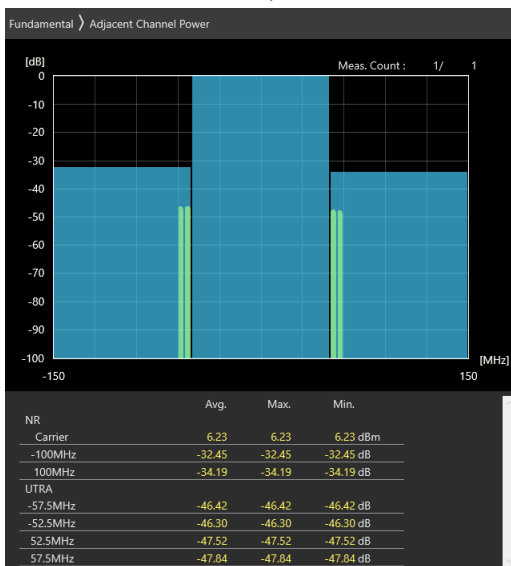 Fundamental 〉 Adjacent Channel Power
[dB] Meas. Count : 1/ 1
0
-10
-20
-30
-40
-50
-60
-70
-80
-90
-100
[MHz]
-150 150
Avg. Max. Min.
NR
Carrier 6.23 6.23 6.23 dBm
-100MHz -32.45 -32.45 -32.45 dB
100MHz -34.19 -34.19 -34.19 dB
UTRA
-57.5MHz -46.42 -46.42 -46.42 dB
-52.5MHz -46.30 -46.30 -46.30 dB
52.5MHz -47.52 -47.52 -47.52 dB
57.5MHz -47.84 -47.84 -47.84 dB